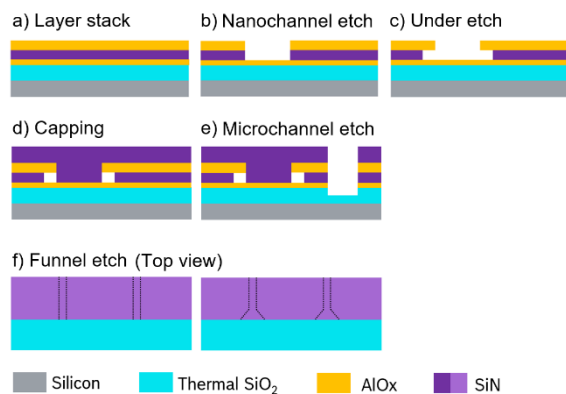 a) Layer stack
b) Nanochannel etch
c) Under etch
d) Capping
e) Microchannel etch
f) Funnel etch (Top view)
Silicon
Thermal SiO₂
AlOx
SiN